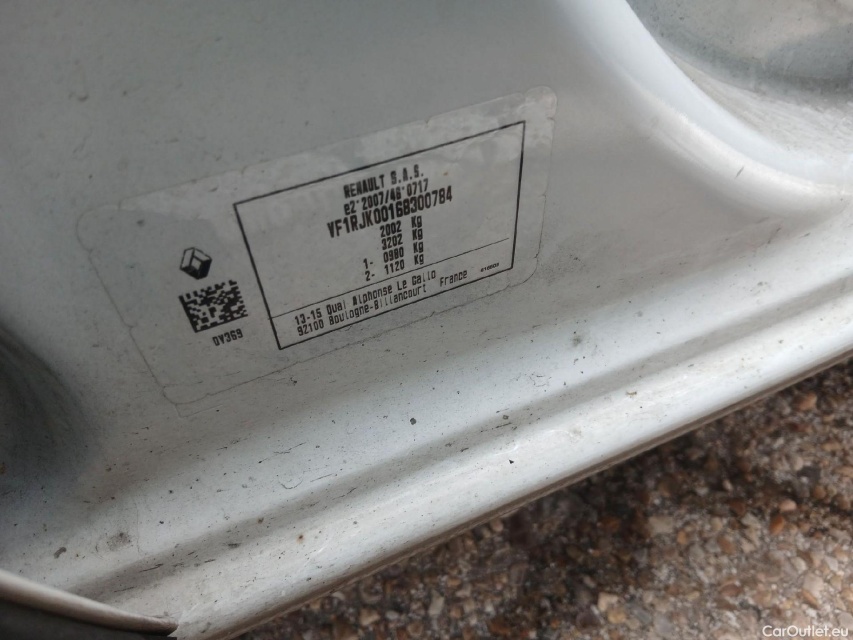 RENAULT S.A.S.
e2*2007/46*0717
VF1RJK00168300784
2002 Kg
3202 Kg
1- 0980 Kg
2- 1120 Kg
13-15 Quai Alphonse Le Gallo
92100 Boulogne-Billancourt France
0V369
CarOutlet.eu